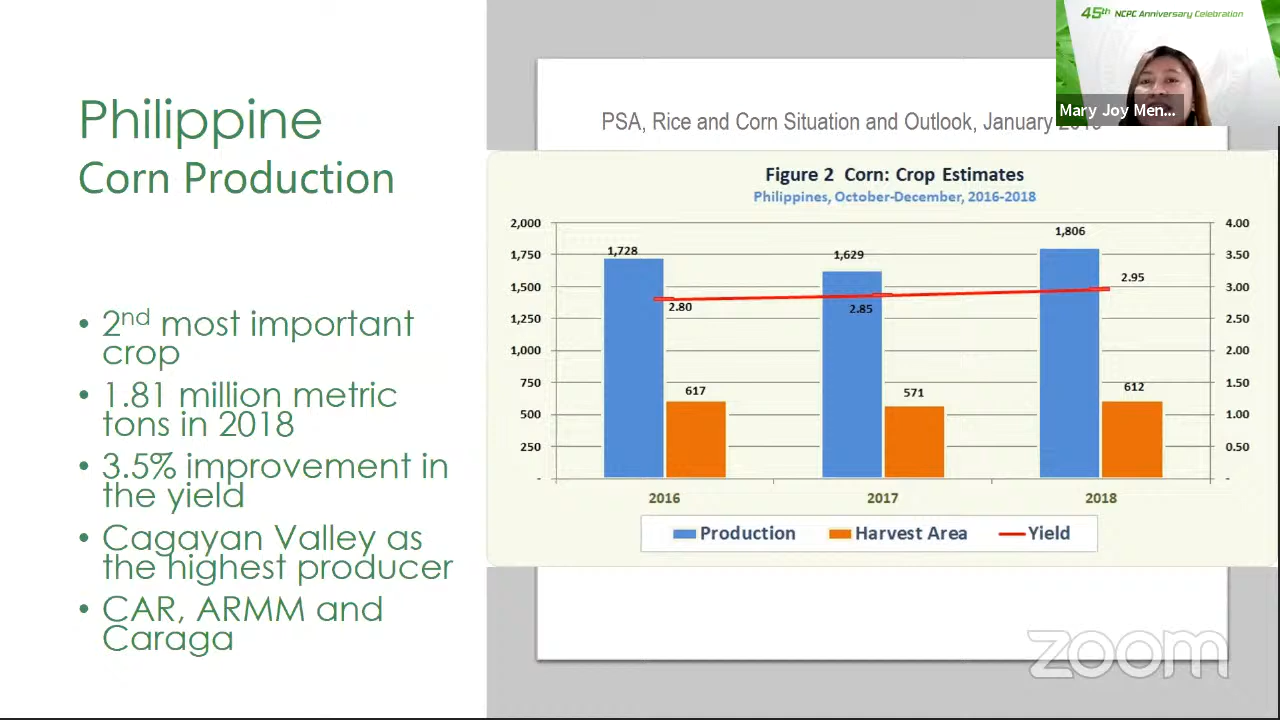 45th NCPC Anniversary Celebration
Mary Joy Men...
Philippine
Corn Production
• 2nd most important
crop
• 1.81 million metric
tons in 2018
• 3.5% improvement in
the yield
• Cagayan Valley as
the highest producer
• CAR, ARMM and
Caraga
PSA, Rice and Corn Situation and Outlook, January
Figure 2 Corn: Crop Estimates
Philippines, October-December, 2016-2018
2,000
1,750
1,500
1,250
1,000
750
500
250
-
1,728
617
2.80
1,629
571
2.85
1,806
612
2.95
4.00
3.50
3.00
2.50
2.00
1.50
1.00
0.50
-
2016 2017 2018
Production Harvest Area Yield
zoom